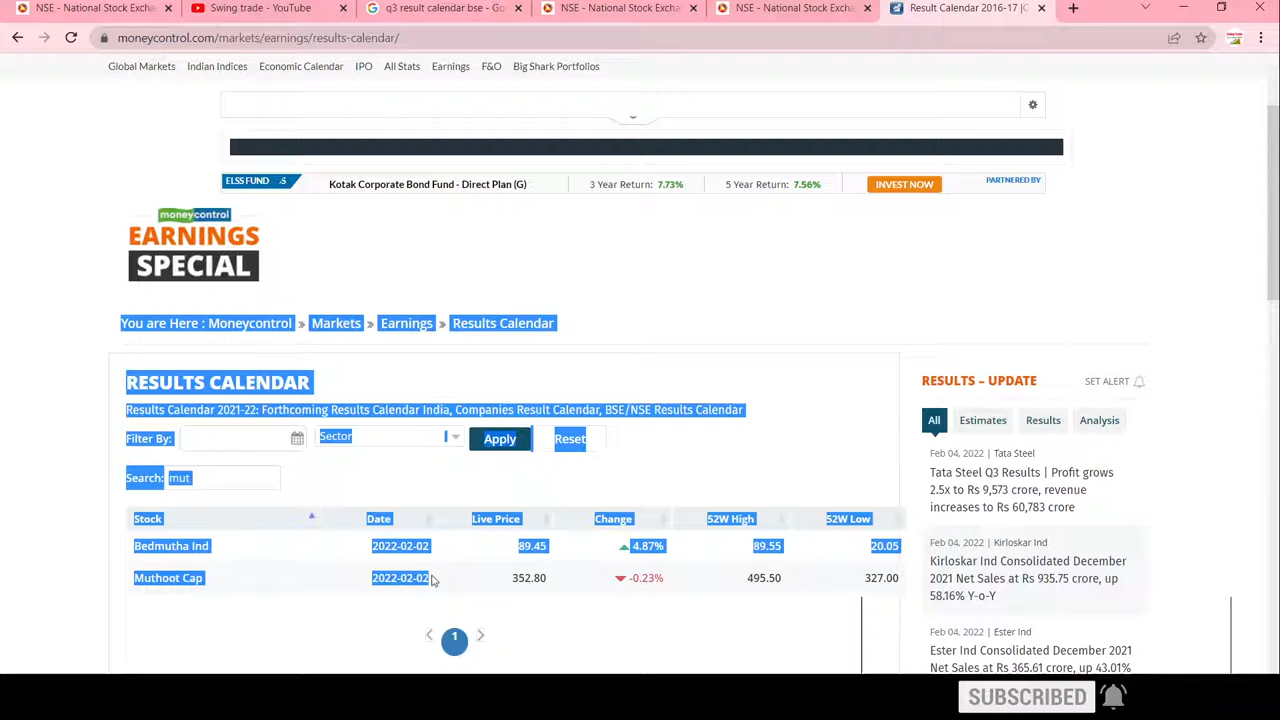 NSE - National Stock Exch
Swing trade - YouTube
q3 result calendar bse - Go
NSE - National Stock Exch
NSE - National Stock Exch
Result Calendar 2016-17 | C
moneycontrol.com/markets/earnings/results-calendar/
Global Markets Indian Indices Economic Calendar IPO All Stats Earnings F&O Big Shark Portfolios
ELSS FUND Kotak Corporate Bond Fund - Direct Plan (G) 3 Year Return: 7.73% 5 Year Return: 7.56% INVEST NOW PARTNERED BY
moneycontrol
EARNINGS
SPECIAL
You are Here : Moneycontrol » Markets » Earnings » Results Calendar
RESULTS CALENDAR
Results Calendar 2021-22: Forthcoming Results Calendar India, Companies Result Calendar, BSE/NSE Results Calendar
Filter By: Sector Apply Reset
Search: mut
Stock Date Live Price Change 52W High 52W Low
Bedmutha Ind 2022-02-02 89.45 4.87% 89.55 20.05
Muthoot Cap 2022-02-02 352.80 -0.23% 495.50 327.00
1
RESULTS – UPDATE SET ALERT
All Estimates Results Analysis
Feb 04, 2022 | Tata Steel
Tata Steel Q3 Results | Profit grows
2.5x to Rs 9,573 crore, revenue
increases to Rs 60,783 crore
Feb 04, 2022 | Kirloskar Ind
Kirloskar Ind Consolidated December
2021 Net Sales at Rs 935.75 crore, up
58.16% Y-o-Y
Feb 04, 2022 | Ester Ind
Ester Ind Consolidated December 2021
Net Sales at Rs 365.61 crore, up 43.01%
SUBSCRIBED